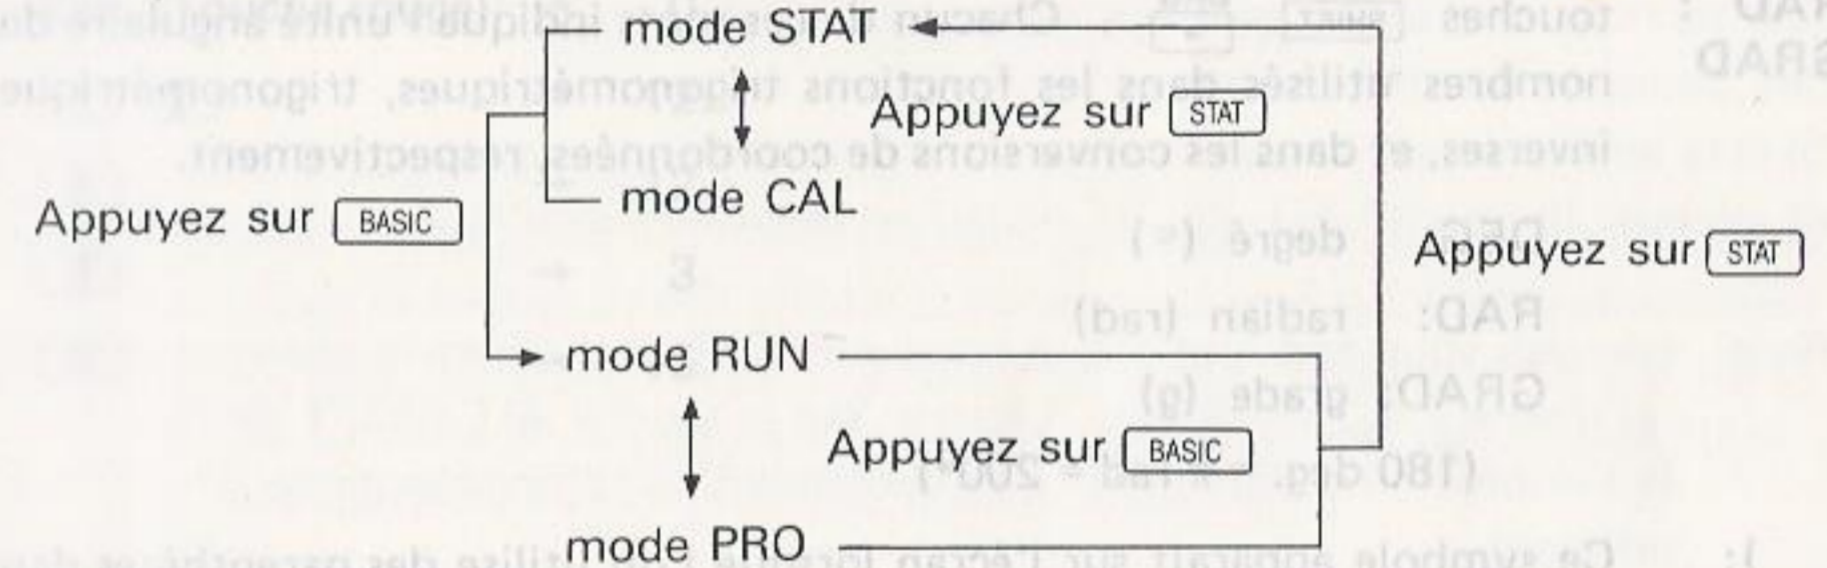 mode STAT
Appuyez sur STAT
mode CAL
Appuyez sur BASIC
Appuyez sur STAT
mode RUN
Appuyez sur BASIC
mode PRO